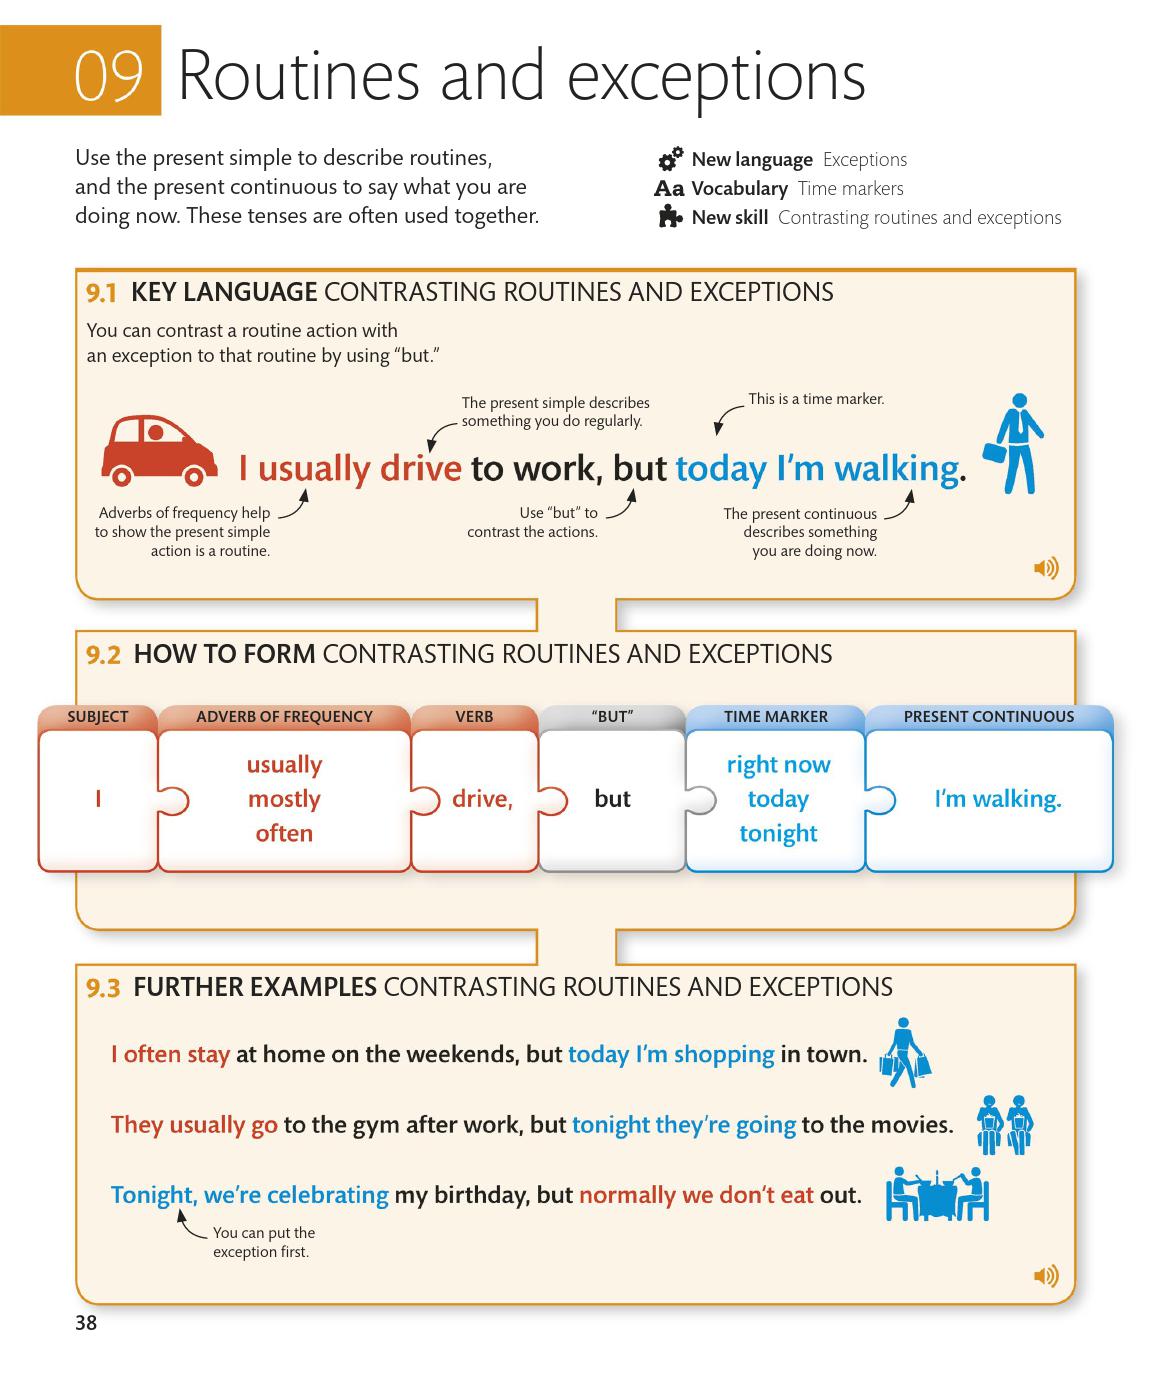 09 Routines and exceptions
Use the present simple to describe routines,
and the present continuous to say what you are
doing now. These tenses are often used together.
New language Exceptions
Aa Vocabulary Time markers
New skill Contrasting routines and exceptions
9.1 KEY LANGUAGE CONTRASTING ROUTINES AND EXCEPTIONS
You can contrast a routine action with
an exception to that routine by using “but.”
The present simple describes
something you do regularly.
This is a time marker.
I usually drive to work, but today I’m walking.
Adverbs of frequency help
to show the present simple
action is a routine.
Use “but” to
contrast the actions.
The present continuous
describes something
you are doing now.
9.2 HOW TO FORM CONTRASTING ROUTINES AND EXCEPTIONS
SUBJECT
I
ADVERB OF FREQUENCY
usually
mostly
often
VERB
drive,
“BUT”
but
TIME MARKER
right now
today
tonight
PRESENT CONTINUOUS
I’m walking.
9.3 FURTHER EXAMPLES CONTRASTING ROUTINES AND EXCEPTIONS
I often stay at home on the weekends, but today I’m shopping in town.
They usually go to the gym after work, but tonight they’re going to the movies.
Tonight, we’re celebrating my birthday, but normally we don’t eat out.
You can put the
exception first.
38